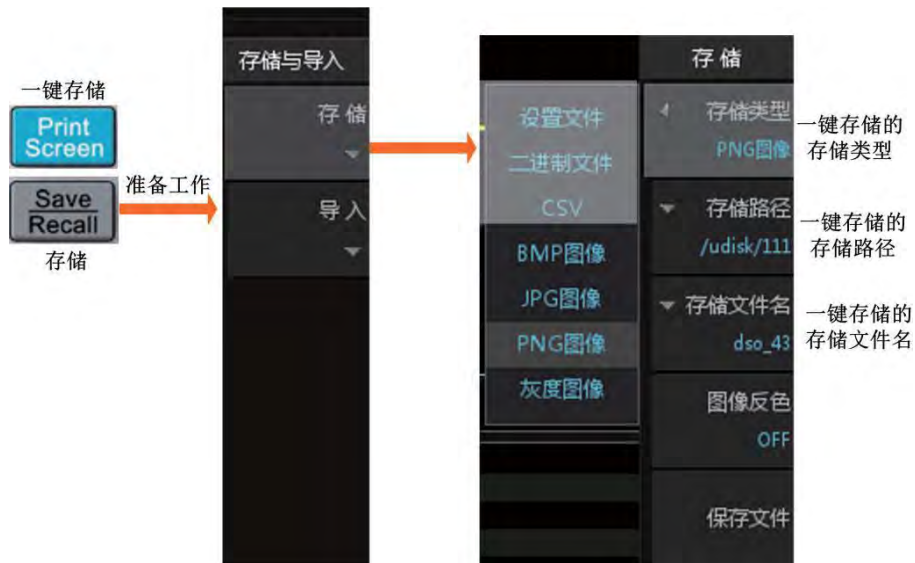 一键存储
Print
Screen
Save
Recall
存储
准备工作
存储与导入
存 储
导 入
设置文件
二进制文件
CSV
BMP图像
JPG图像
PNG图像
灰度图像
存 储
存储类型
PNG图像
存储路径
/udisk/111
存储文件名
dso_43
图像反色
OFF
保存文件
一键存储的
存储类型
一键存储的
存储路径
一键存储的
存储文件名